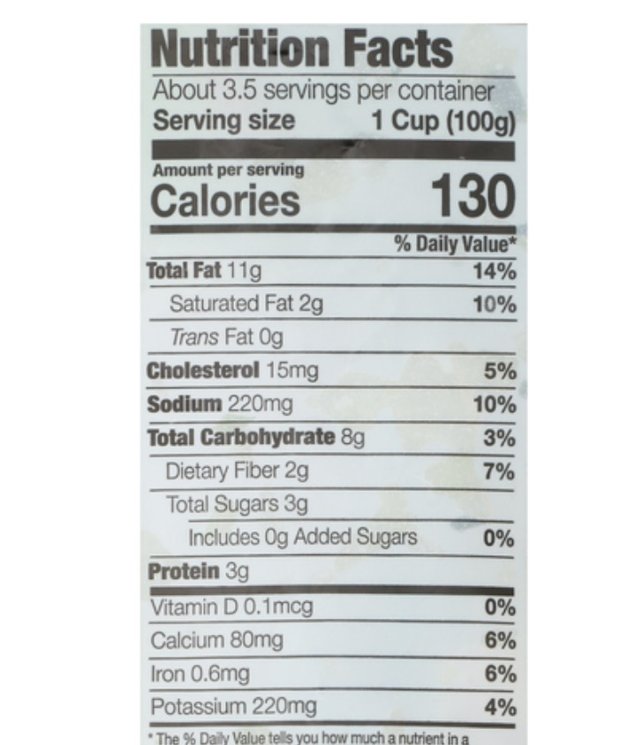 Nutrition Facts
About 3.5 servings per container
Serving size 1 Cup (100g)
Amount per serving
Calories 130
% Daily Value*
Total Fat 11g 14%
Saturated Fat 2g 10%
Trans Fat 0g
Cholesterol 15mg 5%
Sodium 220mg 10%
Total Carbohydrate 8g 3%
Dietary Fiber 2g 7%
Total Sugars 3g
Includes 0g Added Sugars 0%
Protein 3g
Vitamin D 0.1mcg 0%
Calcium 80mg 6%
Iron 0.6mg 6%
Potassium 220mg 4%
* The % Daily Value tells you how much a nutrient in a